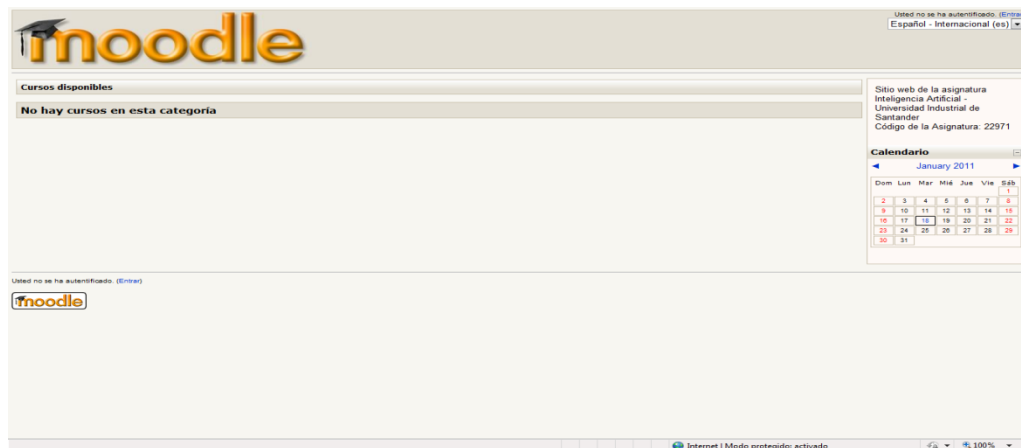 moodle
Usted no se ha autentificado. (Entrar
Español - Internacional (es)
Cursos disponibles
No hay cursos en esta categoría
Sitio web de la asignatura
Inteligencia Artificial -
Universidad Industrial de
Santander
Código de la Asignatura: 22971
Calendario
January 2011
Dom Lun Mar Mié Jue Vie Sáb
1
2 3 4 5 6 7 8
9 10 11 12 13 14 15
16 17 18 19 20 21 22
23 24 25 26 27 28 29
30 31
Usted no se ha autentificado. (Entrar)
moodle
Internet | Modo protegido: activado
100%